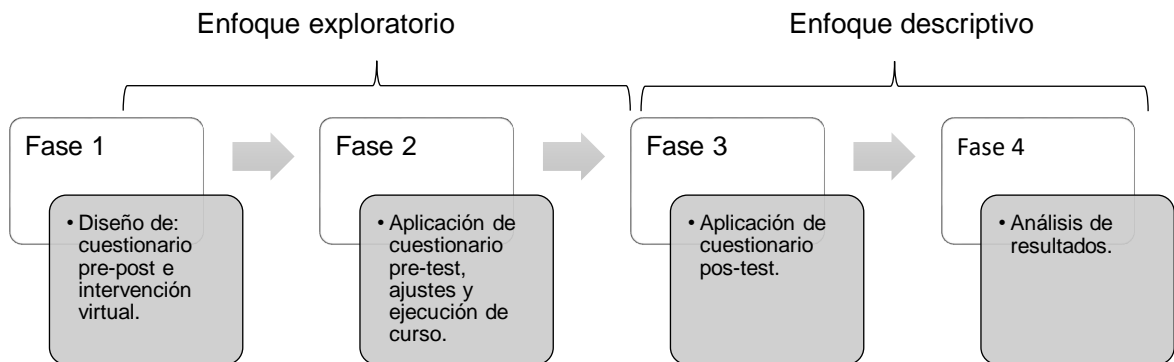 Enfoque exploratorio
Enfoque descriptivo
Fase 1
• Diseño de:
cuestionario
pre-post e
intervención
virtual.
Fase 2
• Aplicación de
cuestionario
pre-test,
ajustes y
ejecución de
curso.
Fase 3
• Aplicación de
cuestionario
pos-test.
Fase 4
• Análisis de
resultados.